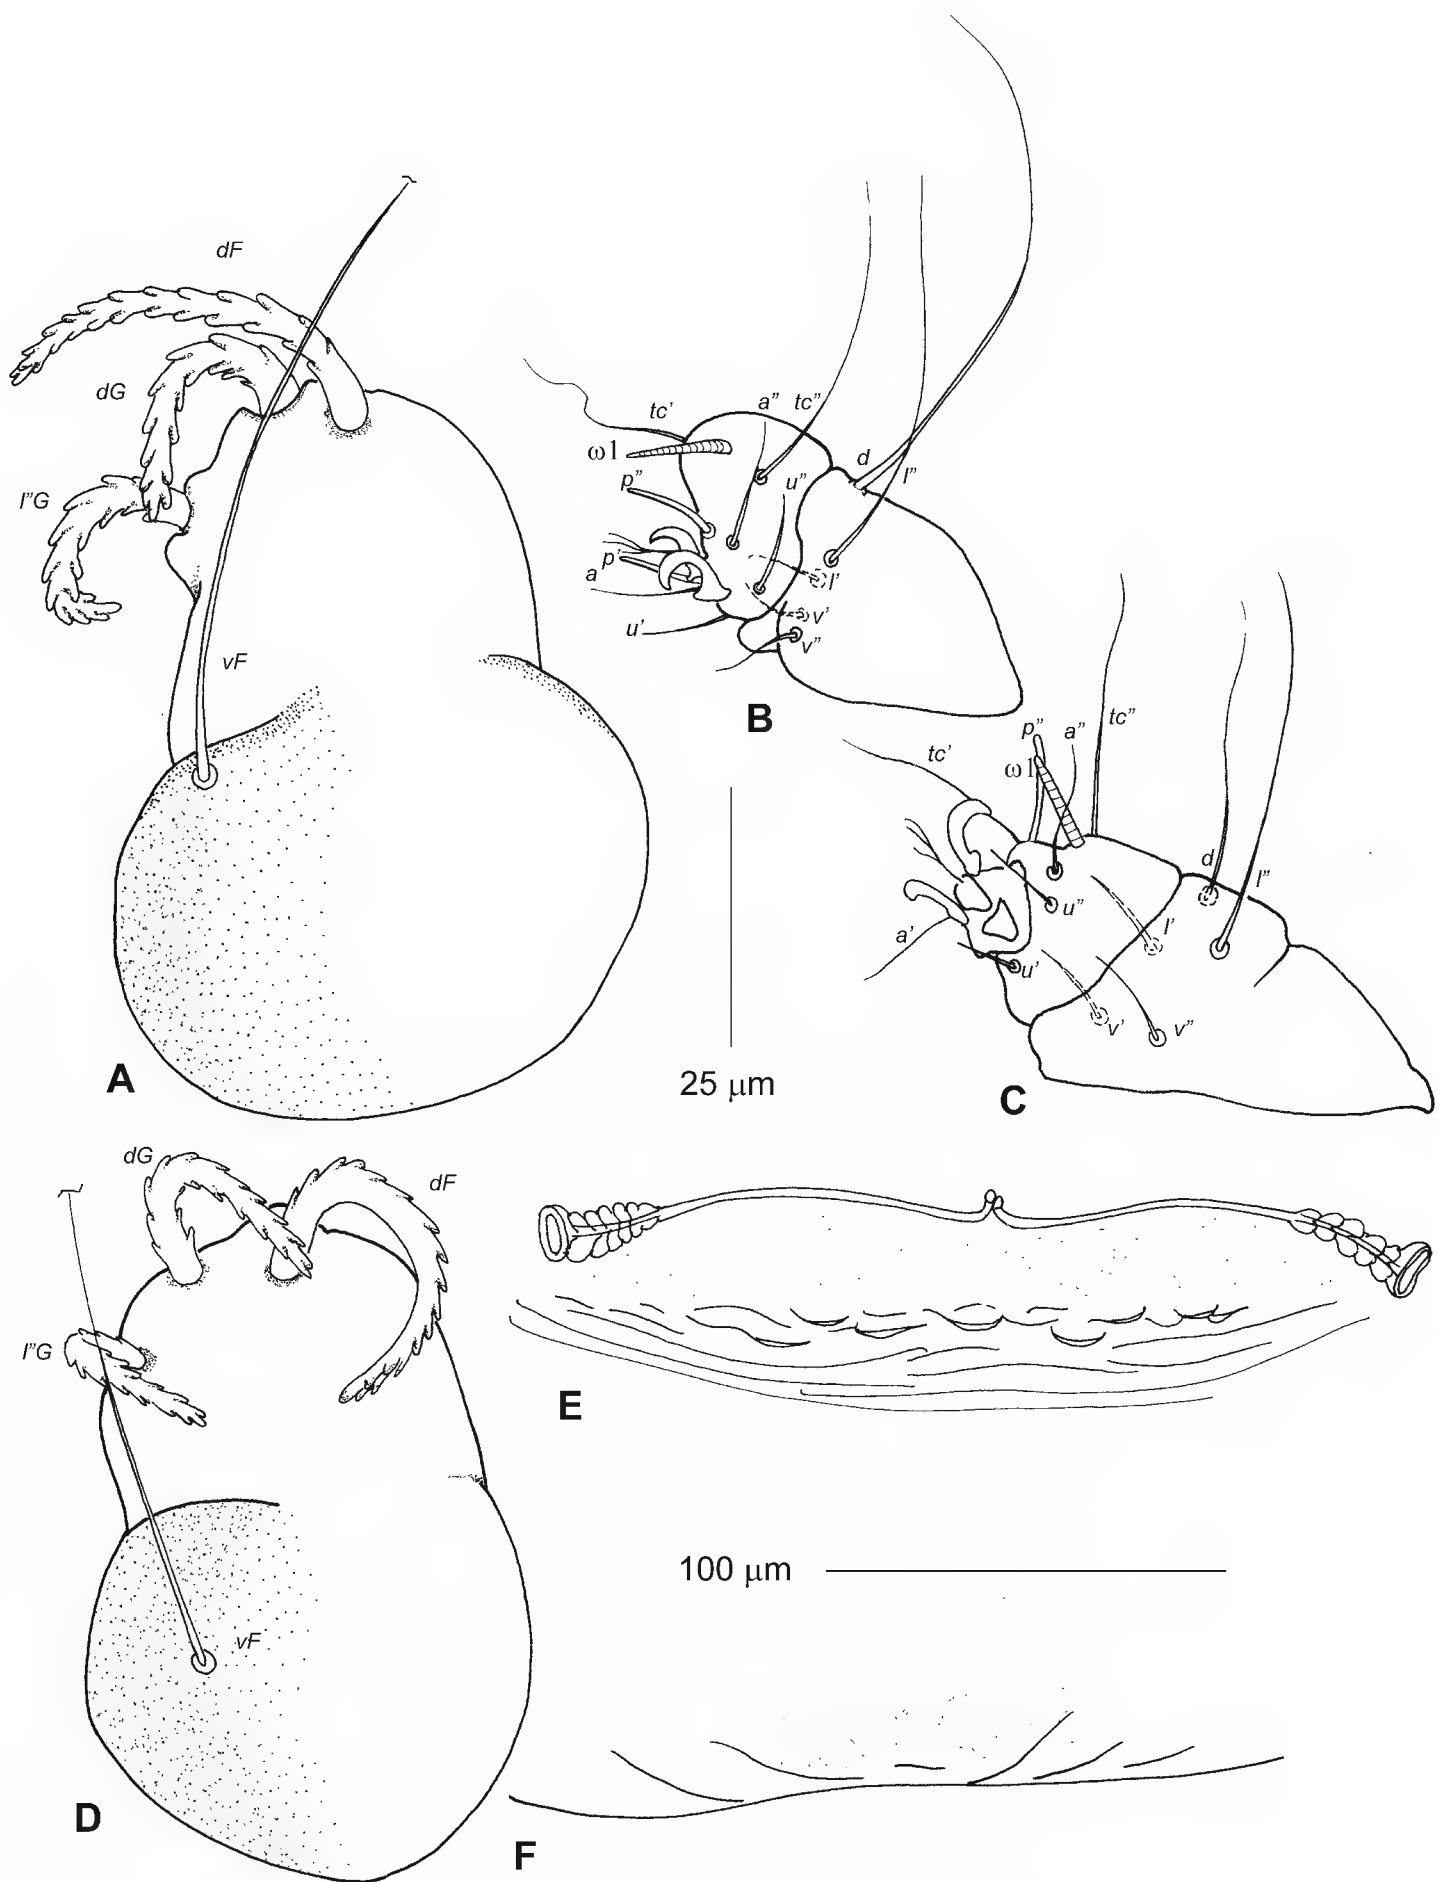 dF
dG
l”G
vF
A
tc’
a”
tc”
ω1
d
l”
p”
u”
p’
a
l’
u’
v’
v”
B
tc’
p”
a”
tc”
ω1
d
l”
u”
l’
a’
u’
v’
v”
C
25 μm
dG
dF
l”G
vF
D
E
100 μm
F